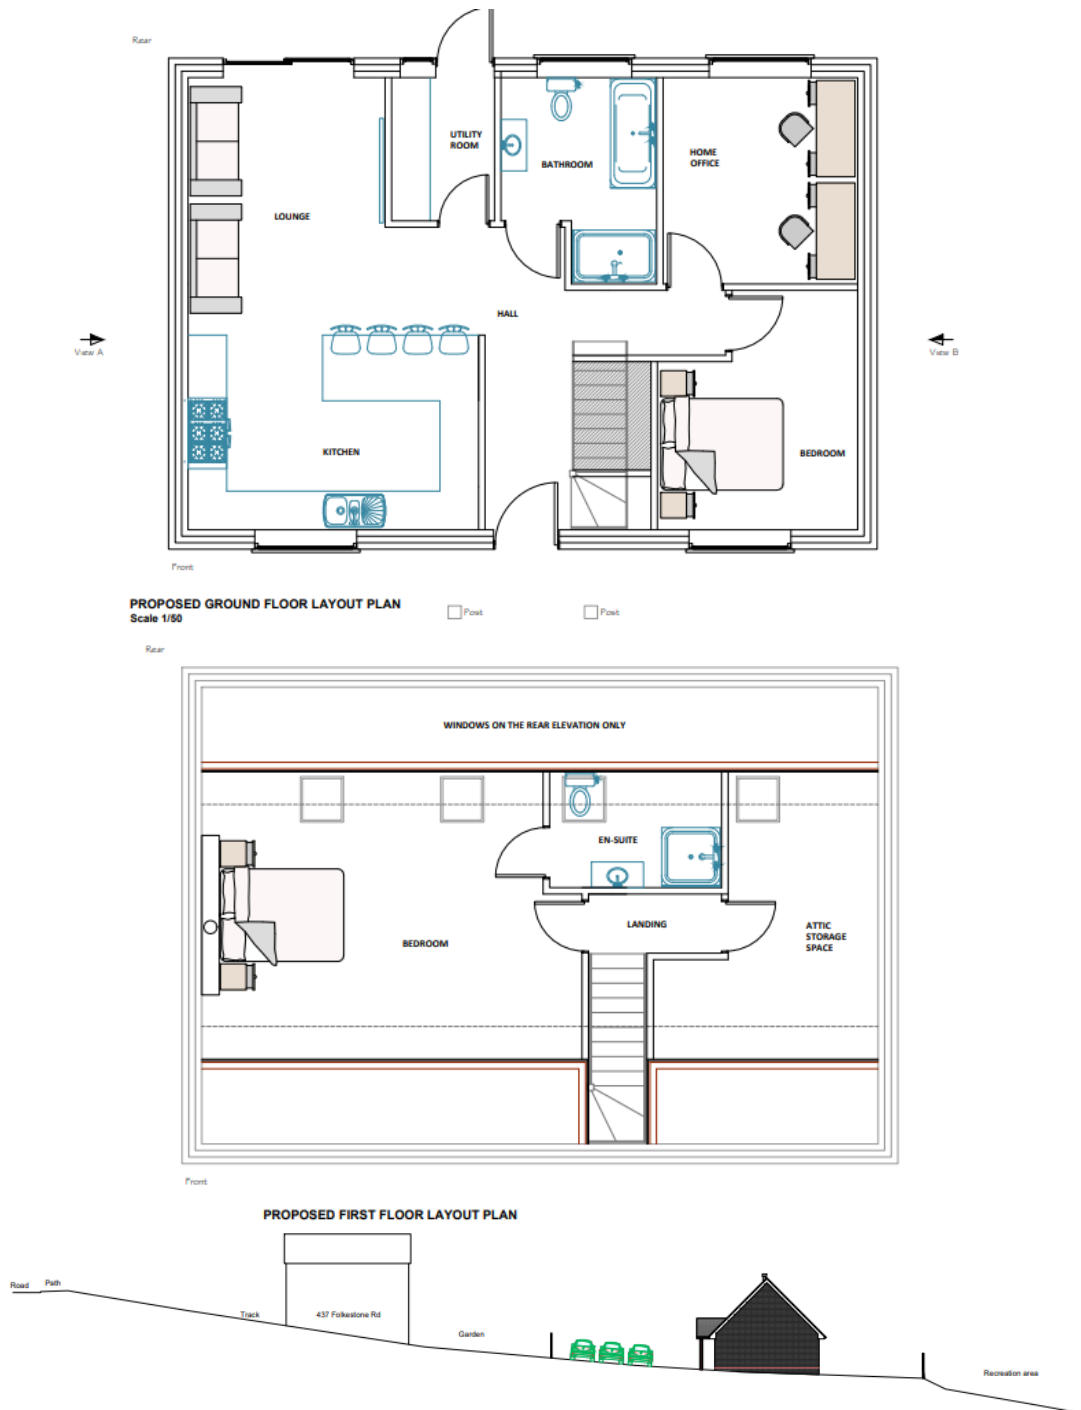 Rear
UTILITY
ROOM
BATHROOM
HOME
OFFICE
LOUNGE
HALL
View A
View B
KITCHEN
BEDROOM
Front
PROPOSED GROUND FLOOR LAYOUT PLAN
Scale 1/50
Post
Post
Rear
WINDOWS ON THE REAR ELEVATION ONLY
EN-SUITE
LANDING
ATTIC
STORAGE
SPACE
BEDROOM
Front
PROPOSED FIRST FLOOR LAYOUT PLAN
Road
Path
Track
437 Folkestone Rd
Garden
Recreation area